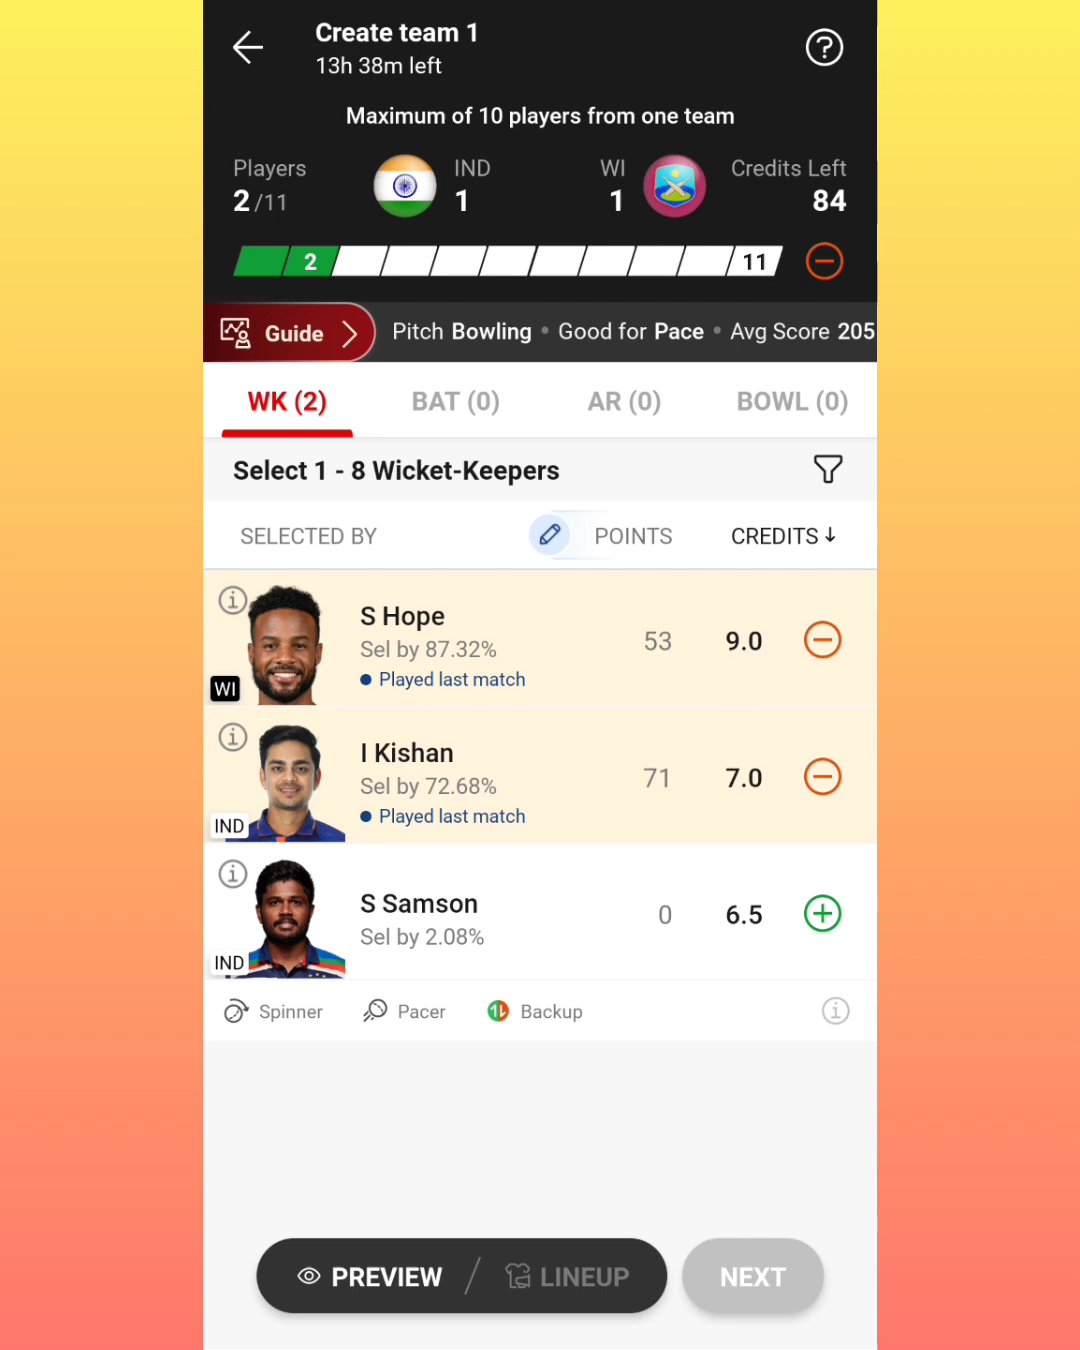 Create team 1
13h 38m left
Maximum of 10 players from one team
Players IND WI Credits Left
2/11 1 1 84
2 11
Guide Pitch Bowling • Good for Pace • Avg Score 205
WK (2) BAT (0) AR (0) BOWL (0)
Select 1 - 8 Wicket-Keepers
SELECTED BY POINTS CREDITS ↓
S Hope
Sel by 87.32%
53 9.0
• Played last match
WI
I Kishan
Sel by 72.68%
71 7.0
• Played last match
IND
S Samson
Sel by 2.08%
0 6.5
IND
Spinner Pacer Backup
PREVIEW / LINEUP NEXT